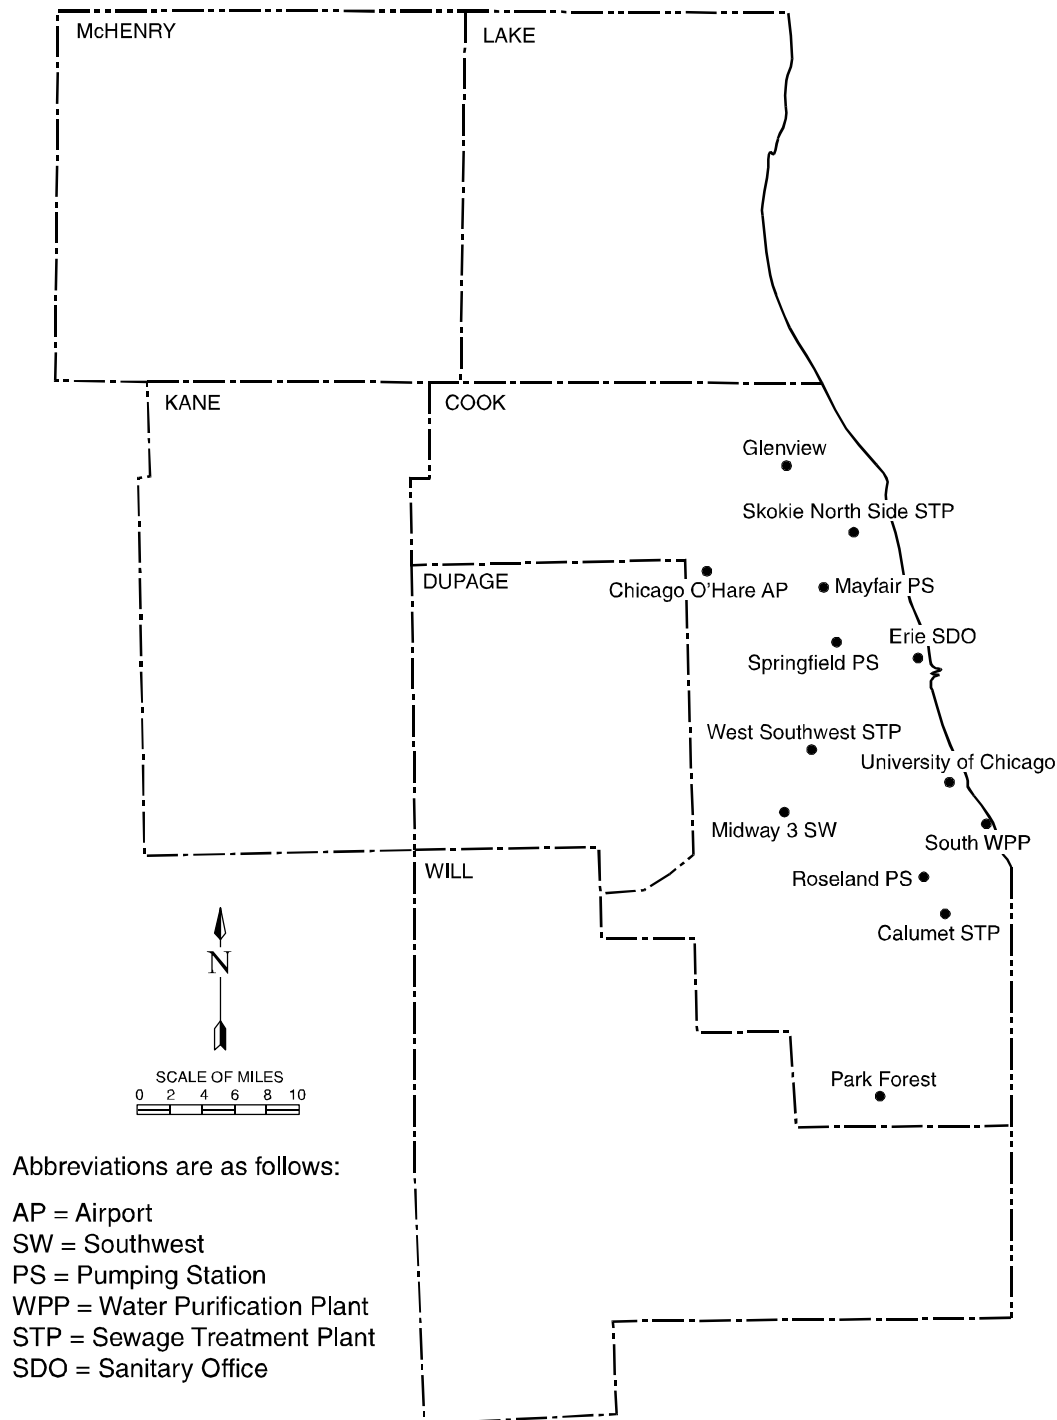 McHENRY
LAKE
KANE
COOK
Glenview
Skokie North Side STP
DUPAGE
Chicago O'Hare AP
Mayfair PS
Erie SDO
Springfield PS
West Southwest STP
University of Chicago
Midway 3 SW
South WPP
WILL
Roseland PS
Calumet STP
N
SCALE OF MILES
0 2 4 6 8 10
Park Forest
Abbreviations are as follows:
AP = Airport
SW = Southwest
PS = Pumping Station
WPP = Water Purification Plant
STP = Sewage Treatment Plant
SDO = Sanitary Office